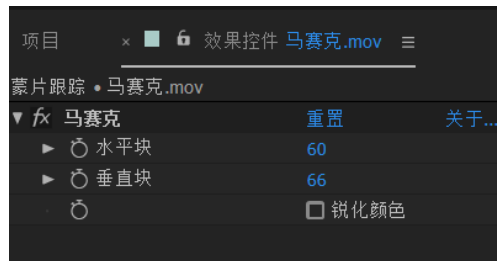 项目 × 效果控件 马赛克.mov ≡
蒙片跟踪 • 马赛克.mov
fx 马赛克 重置 关于...
水平块 60
垂直块 66
锐化颜色